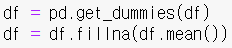 df = pd.get_dummies(df)
df = df.fillna(df.mean())